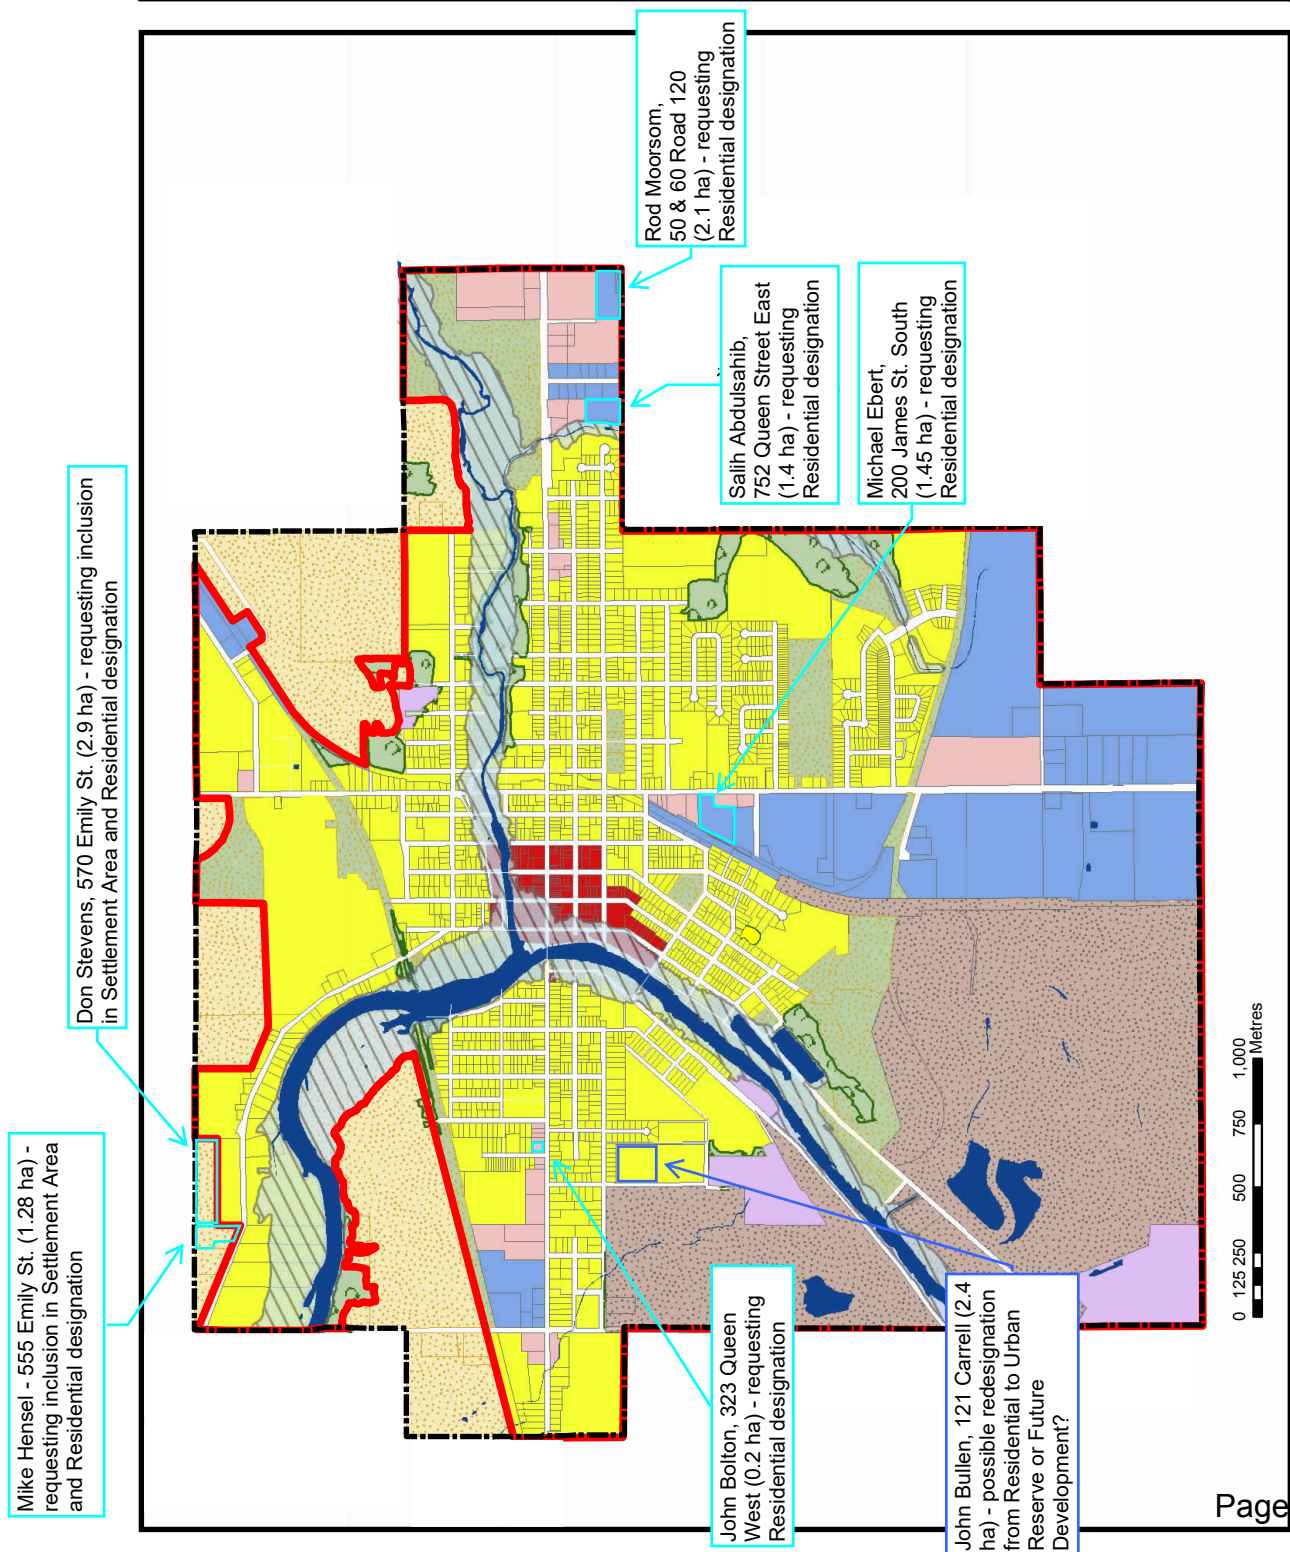 Mike Hensel - 555 Emily St. (1.28 ha) -
requesting inclusion in Settlement Area
and Residential designation
Don Stevens, 570 Emily St. (2.9 ha) - requesting inclusion
in Settlement Area and Residential designation
Rod Moorsom,
50 & 60 Road 120
(2.1 ha) - requesting
Residential designation
Salih Abdulsahib,
752 Queen Street East
(1.4 ha) - requesting
Residential designation
Michael Ebert,
200 James St. South
(1.45 ha) - requesting
Residential designation
John Bolton, 323 Queen
West (0.2 ha) - requesting
Residential designation
John Bullen, 121 Carrell (2.4
ha) - possible redesignation
from Residential to Urban
Reserve or Future
Development?
0 125 250 500 750 1,000
Metres
Page